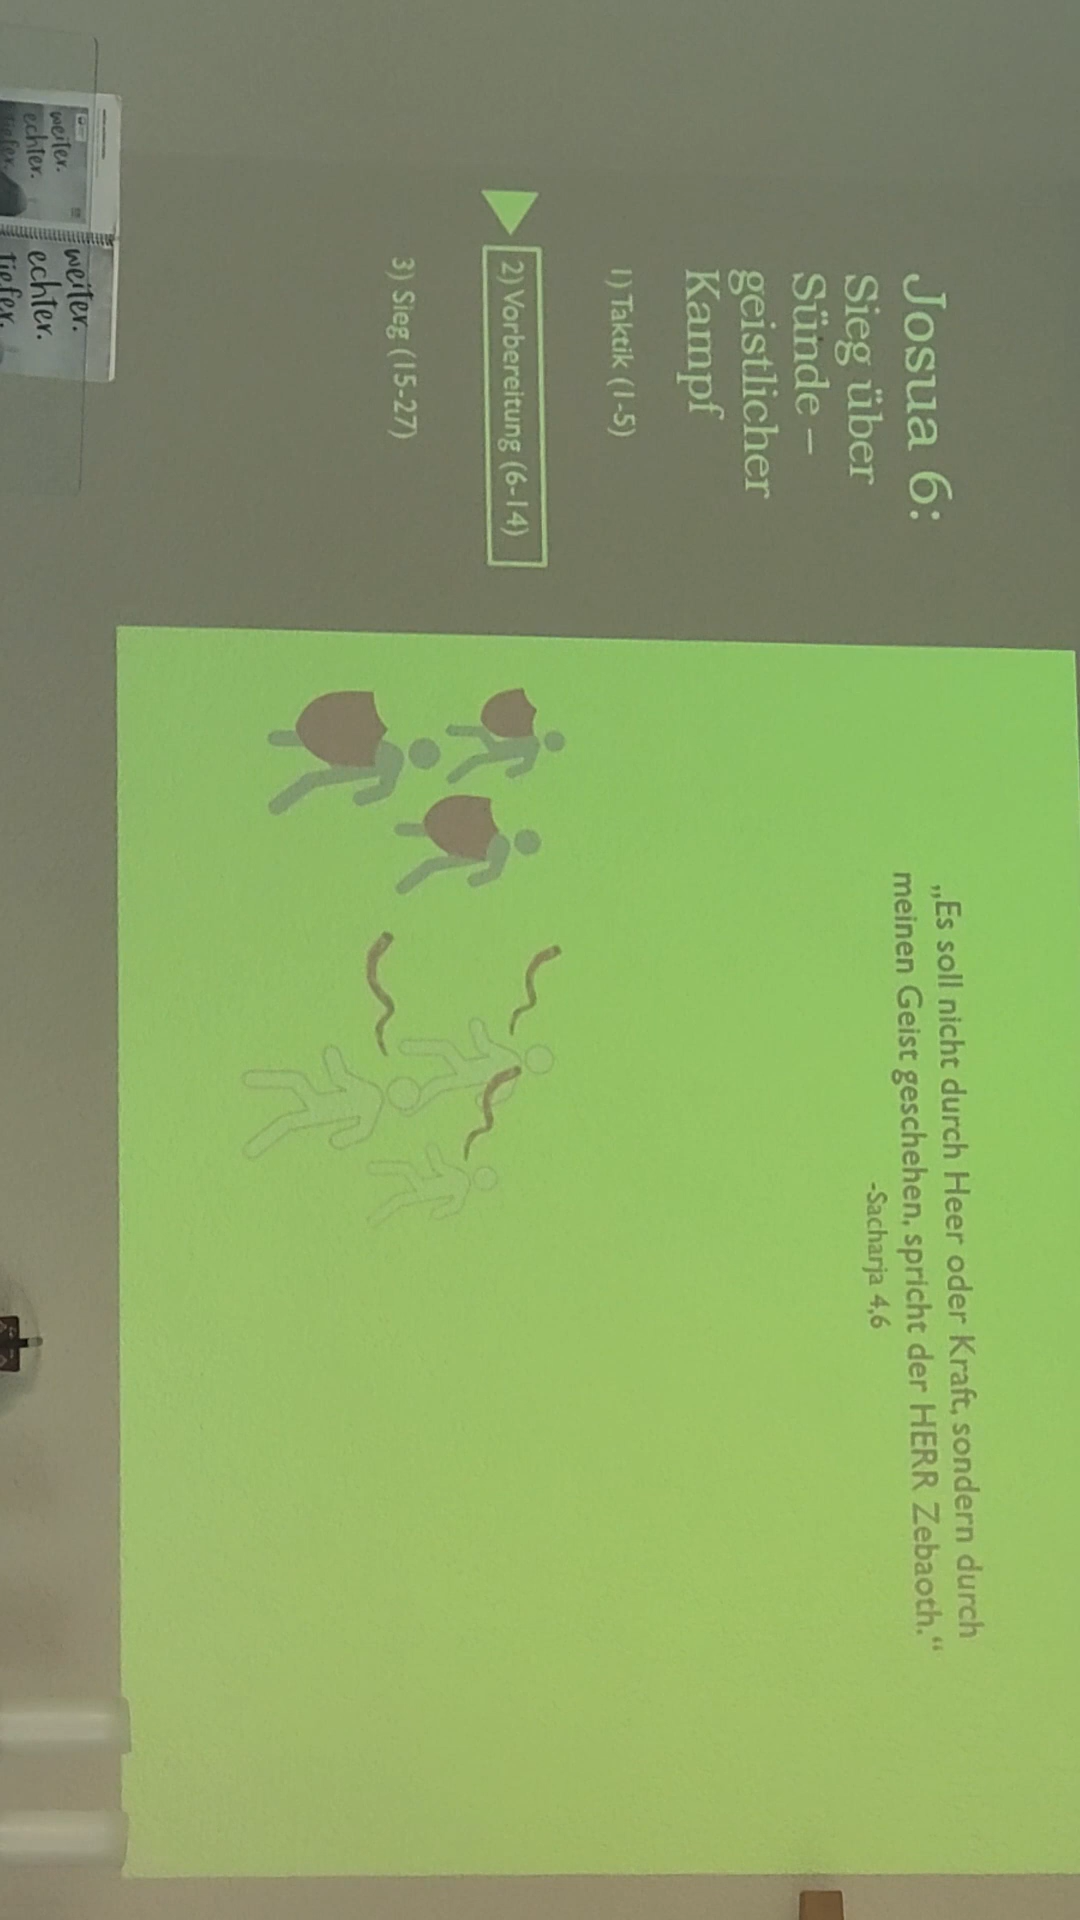 Josua 6:
Sieg über
Sünde –
geistlicher
Kampf
1) Taktik (1-5)
2) Vorbereitung (6-14)
3) Sieg (15-27)
„Es soll nicht durch Heer oder Kraft, sondern durch
meinen Geist geschehen, spricht der HERR Zebaoth.“
-Sacharja 4,6
weiter.
echter.
tiefer.
weiter.
echter.
tiefer.